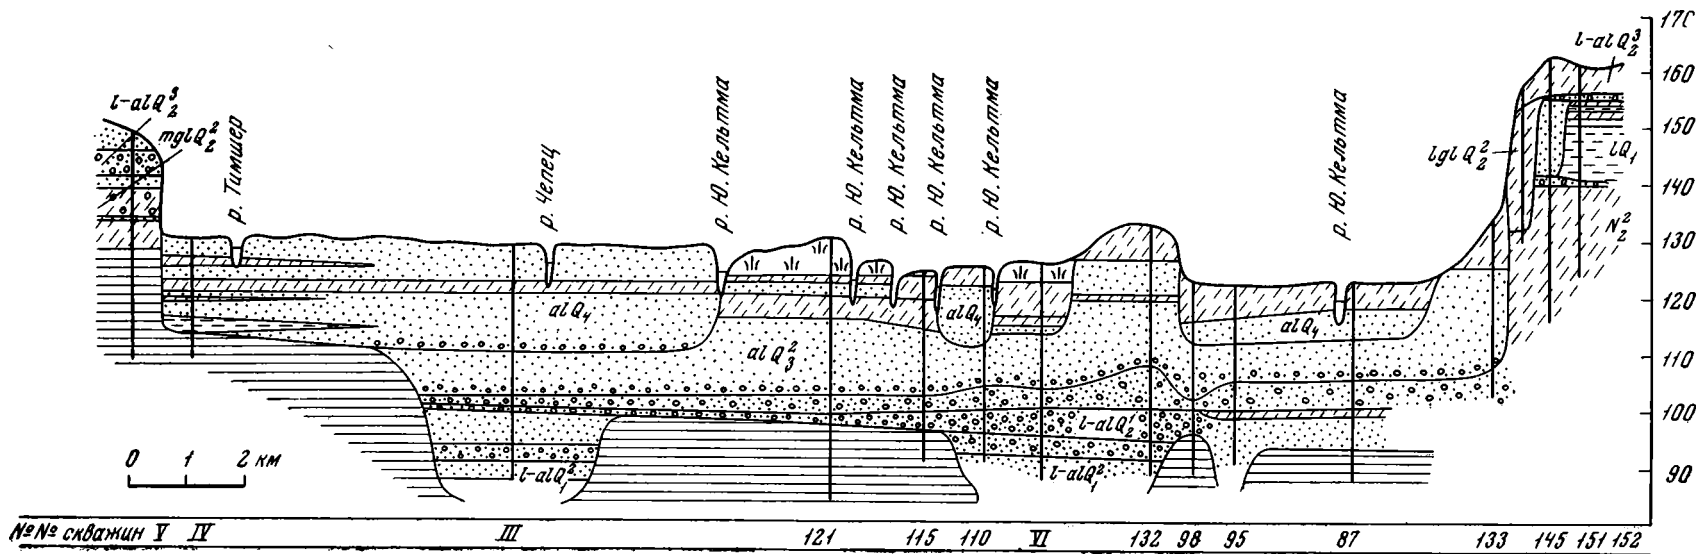 170
160
150
140
130
120
110
100
90
l-alQ₂³
mglQ₂²
р. Тимшер
р. Чепец
р. Ю. Кельтма
р. Ю. Кельтма
р. Ю. Кельтма
р. Ю. Кельтма
р. Ю. Кельтма
р. Ю. Кельтма
l-alQ₂³
lglQ₂²
lQ₁
N₂²
alQ₄
alQ₄
alQ₄
alQ₃²
l-alQ₂
l-alQ₁²
l-alQ₁²
0 1 2 км
№№ скважин V IV III 121 115 110 VI 132 98 95 87 133 145 151 152